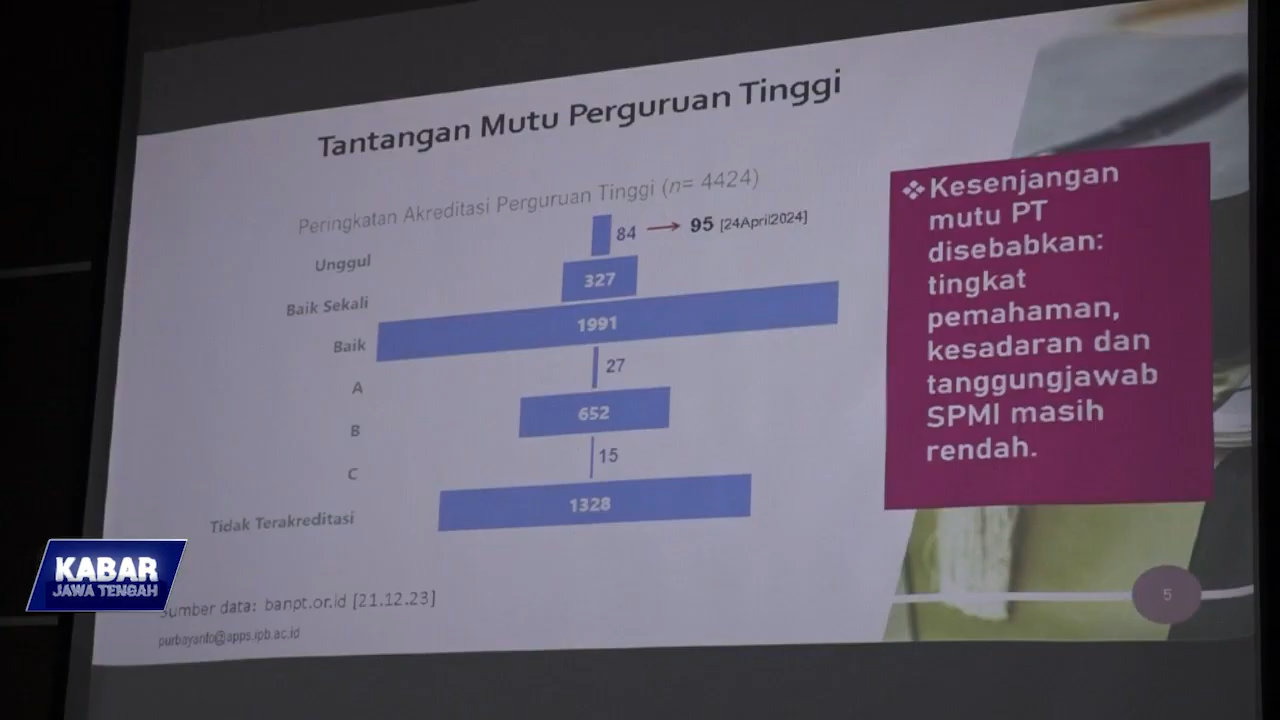 Tantangan Mutu Perguruan Tinggi
Peringkatan Akreditasi Perguruan Tinggi (n= 4424)
Unggul
84 → 95 [24April2024]
Baik Sekali
327
Baik
1991
A
27
B
652
C
15
Tidak Terakreditasi
1328
❖Kesenjangan
mutu PT
disebabkan:
tingkat
pemahaman,
kesadaran dan
tanggungjawab
SPMI masih
rendah.
Sumber data: banpt.or.id [21.12.23]
purbayanto@apps.ipb.ac.id
5
KABAR
JAWA TENGAH